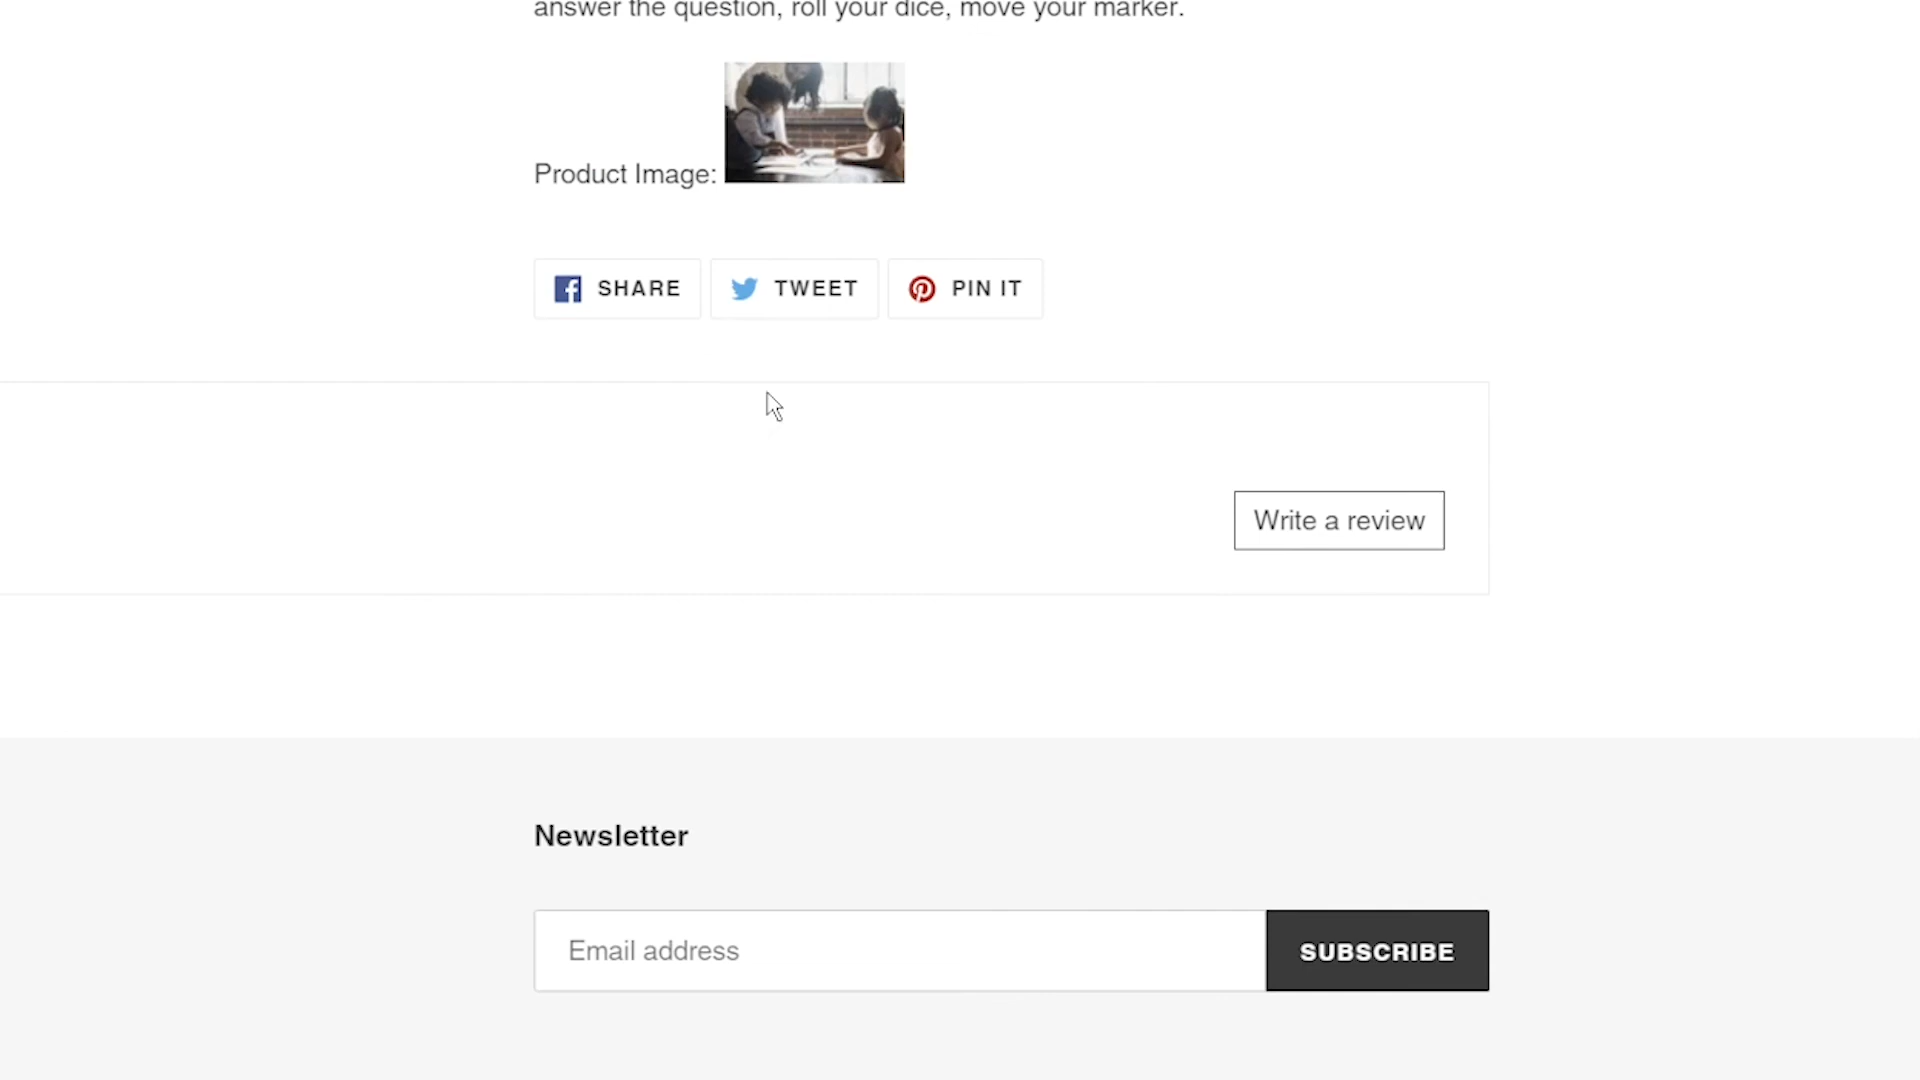 answer the question, roll your dice, move your marker.
Product Image:
SHARE TWEET PIN IT
Write a review
Newsletter
Email address SUBSCRIBE